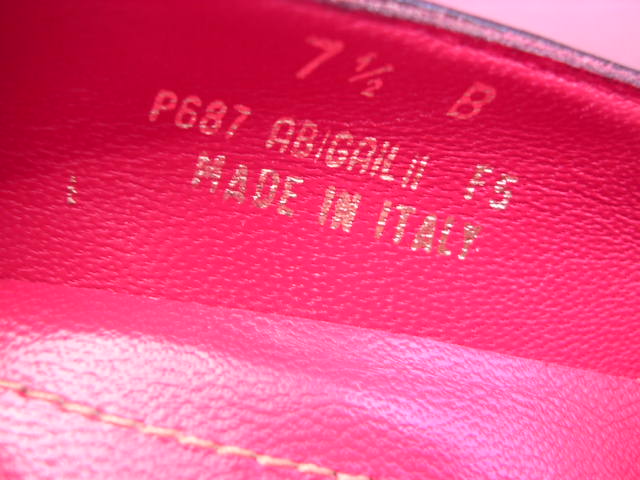 7 1/2 B
P687 ABIGAIL II F5
MADE IN ITALY